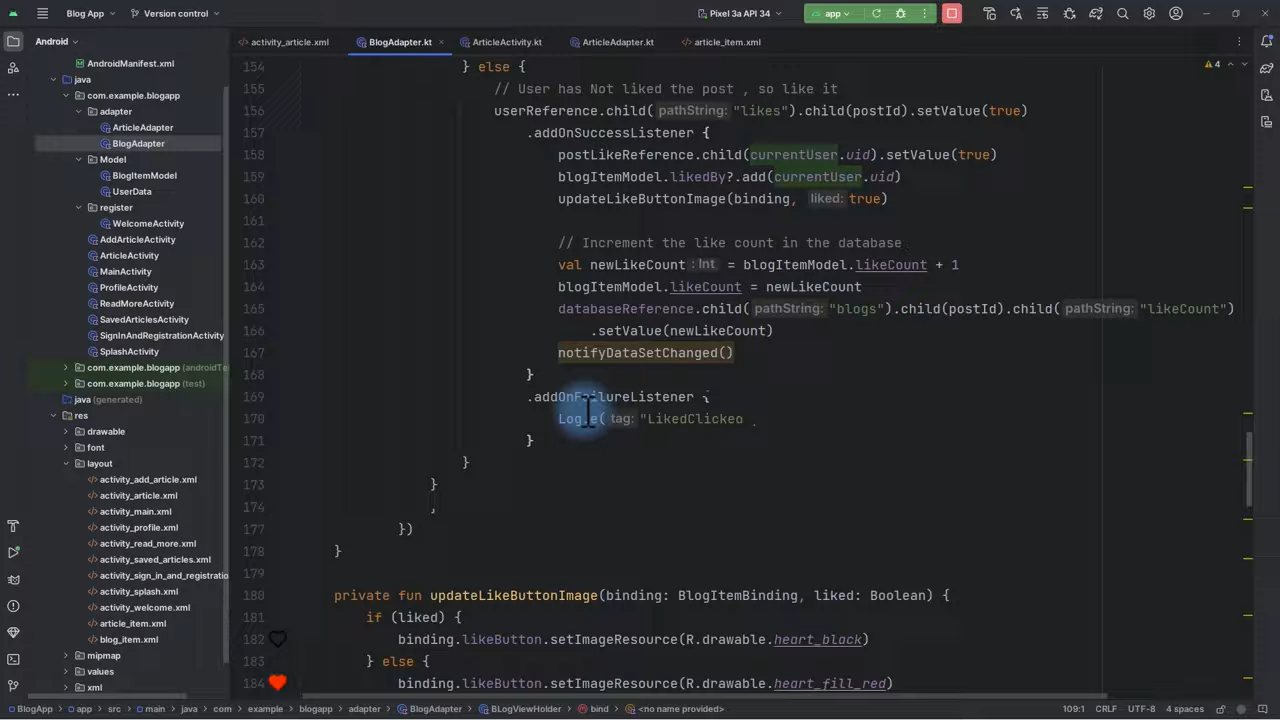 Blog App Version control Pixel 3a API 34 app
Android
activity_article.xml BlogAdapter.kt ArticleActivity.kt ArticleAdapter.kt article_item.xml
AndroidManifest.xml
java
com.example.blogapp
adapter
ArticleAdapter
BlogAdapter
Model
BlogItemModel
UserData
register
WelcomeActivity
AddArticleActivity
ArticleActivity
MainActivity
ProfileActivity
ReadMoreActivity
SavedArticlesActivity
SignInAndRegistrationActivity
SplashActivity
com.example.blogapp (androidTe
com.example.blogapp (test)
java (generated)
res
drawable
font
layout
activity_add_article.xml
activity_article.xml
activity_main.xml
activity_profile.xml
activity_read_more.xml
activity_saved_articles.xml
activity_sign_in_and_registratio
activity_splash.xml
activity_welcome.xml
article_item.xml
blog_item.xml
mipmap
values
xml
4
154 } else {
155 // User has Not liked the post , so like it
156 userReference.child( pathString: "likes").child(postId).setValue(true)
157 .addOnSuccessListener {
158 postLikeReference.child(currentUser.uid).setValue(true)
159 blogItemModel.likedBy?.add(currentUser.uid)
160 updateLikeButtonImage(binding, liked: true)
161
162 // Increment the like count in the database
163 val newLikeCount : Int = blogItemModel.likeCount + 1
164 blogItemModel.likeCount = newLikeCount
165 databaseReference.child( pathString: "blogs").child(postId).child( pathString: "likeCount")
166 .setValue(newLikeCount)
167 notifyDataSetChanged()
168 }
169 .addOnFailureListener {
170 Log.e( tag: "LikedClicke
171 }
172 }
173 }
174
177 })
178 }
179
180 private fun updateLikeButtonImage(binding: BlogItemBinding, liked: Boolean) {
181 if (liked) {
182 binding.likeButton.setImageResource(R.drawable.heart_black)
183 } else {
184 binding.likeButton.setImageResource(R.drawable.heart_fill_red)
BlogApp app src main java com example blogapp adapter BlogAdapter BLogViewHolder bind <no name provided> 109:1 CRLF UTF-8 4 spaces